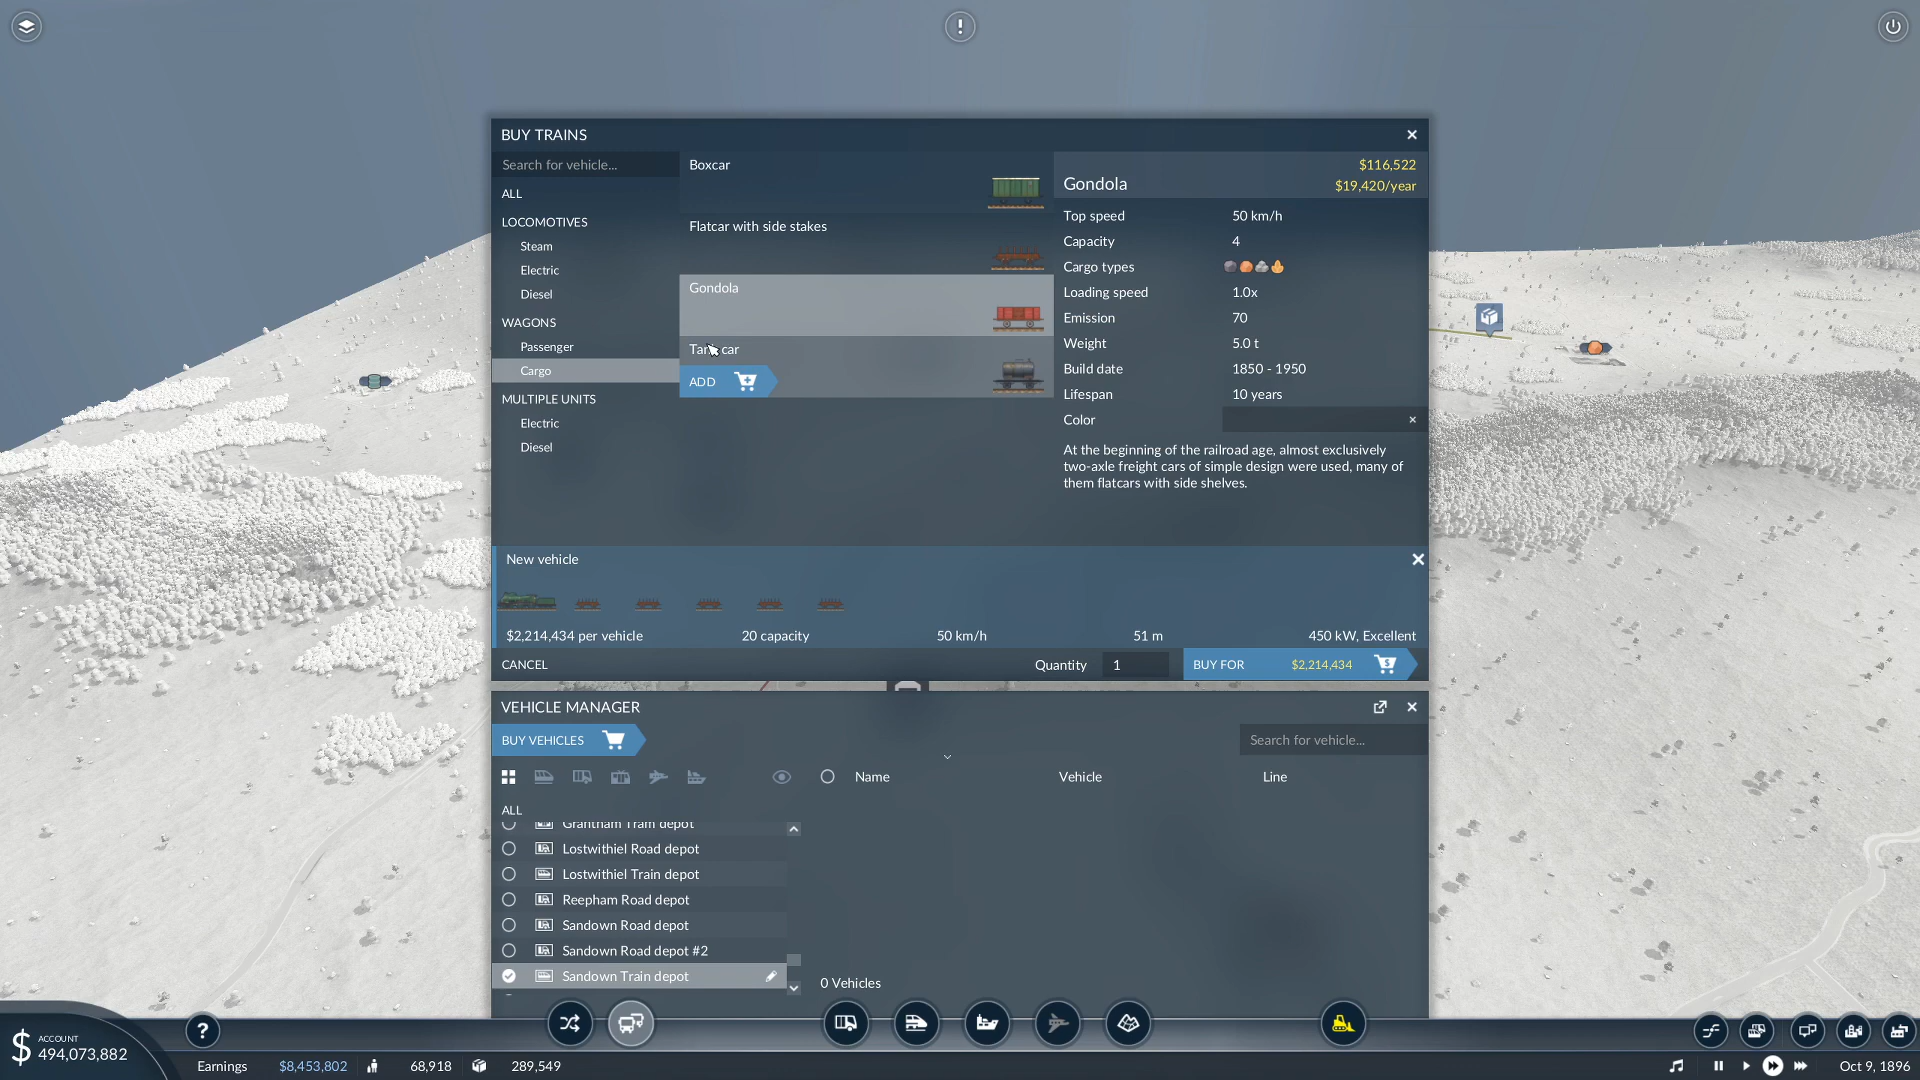 BUY TRAINS
Search for vehicle...
ALL
LOCOMOTIVES
Steam
Electric
Diesel
WAGONS
Passenger
Cargo
MULTIPLE UNITS
Electric
Diesel
Boxcar
Flatcar with side stakes
Gondola
car
ADD
$116,522
Gondola
$19,420/year
Top speed 50 km/h
Capacity 4
Cargo types
Loading speed 1.0x
Emission 70
Weight 5.0 t
Build date 1850 - 1950
Lifespan 10 years
Color
At the beginning of the railroad age, almost exclusively
two-axle freight cars of simple design were used, many of
them flatcars with side shelves.
New vehicle
$2,214,434 per vehicle 20 capacity 50 km/h 51 m 450 kW, Excellent
CANCEL Quantity 1 BUY FOR $2,214,434
VEHICLE MANAGER
BUY VEHICLES
Search for vehicle...
Name Vehicle Line
ALL
Grantham Tram depot
Lostwithiel Road depot
Lostwithiel Train depot
Reepham Road depot
Sandown Road depot
Sandown Road depot #2
Sandown Train depot
0 Vehicles
?
$ ACCOUNT
494,073,882
Earnings $8,453,802 68,918 289,549
Oct 9, 1896